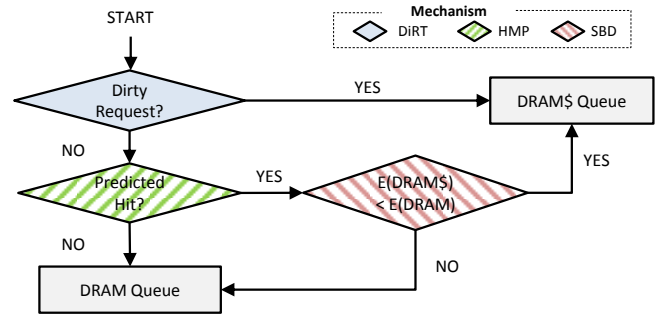 START
Mechanism
DiRT
HMP
SBD
Dirty
Request?
YES
DRAM$ Queue
NO
YES
Predicted
Hit?
YES
E(DRAM$)
< E(DRAM)
NO
NO
DRAM Queue